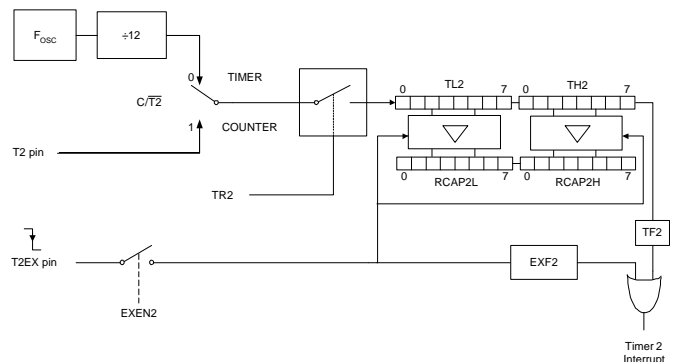 F_OSC
÷12
0
TIMER
C/T2
1
COUNTER
T2 pin
TR2
0 TL2 7 0 TH2 7
0 RCAP2L 7 0 RCAP2H 7
TF2
T2EX pin
EXF2
EXEN2
Timer 2
Interrupt